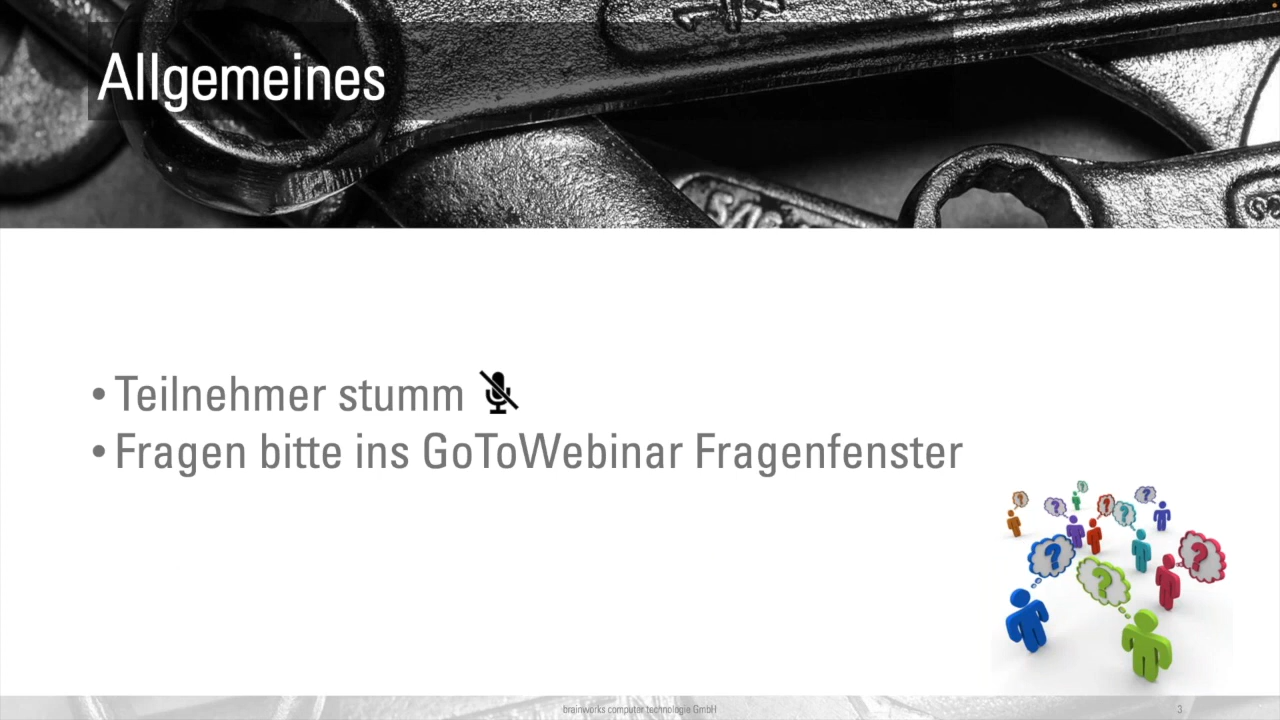 Allgemeines
• Teilnehmer stumm
• Fragen bitte ins GoToWebinar Fragenfenster
? ? ? ? ? ?
? ? ?
brainworks computer technologie GmbH
3